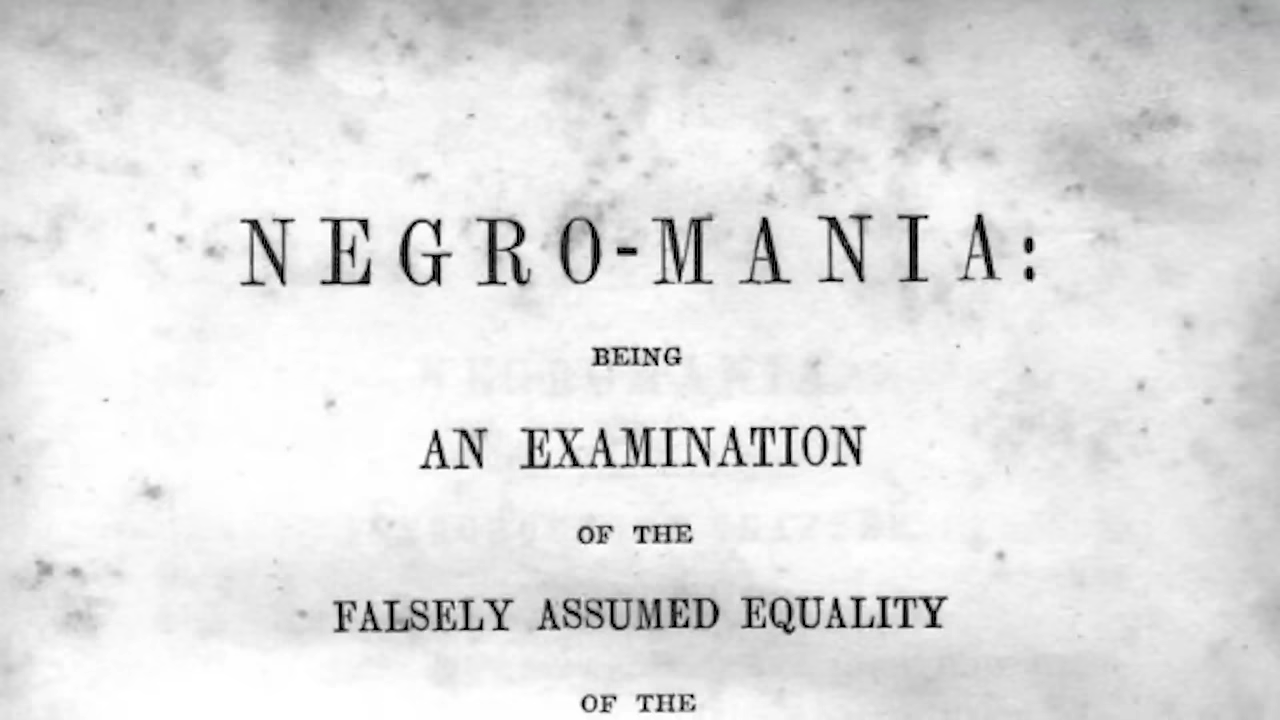 NEGRO-MANIA:
BEING
AN EXAMINATION
OF THE
FALSELY ASSUMED EQUALITY
OF THE